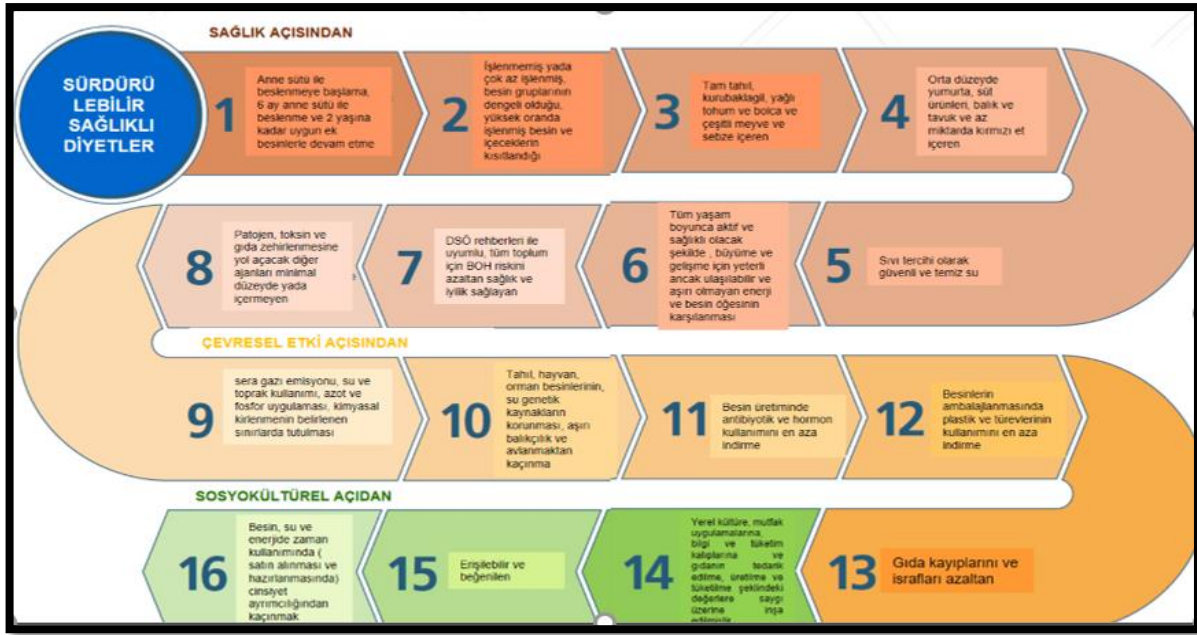 SAĞLIK AÇISINDAN
SÜRDÜRÜ
LEBİLİR
SAĞLIKLI
DİYETLER
1
Anne sütü ile
beslenmeye başlama,
6 ay anne sütü ile
beslenme ve 2 yaşına
kadar uygun ek
besinlerle devam etme
2
İşlenmemiş yada
çok az işlenmiş,
besin gruplarının
dengeli olduğu,
yüksek oranda
işlenmiş besin ve
içeceklerin
kısıtlandığı
3
Tam tahıl,
kurubaklagil, yağlı
tohum ve bolca ve
çeşitli meyve ve
sebze içeren
4
Orta düzeyde
yumurta, süt
ürünleri, balık ve
tavuk ve az
miktarda kırmızı et
içeren
5
Sıvı tercihi olarak
güvenli ve temiz su
6
Tüm yaşam
boyunca aktif ve
sağlıklı olacak
şekilde , büyüme ve
gelişme için yeterli
ancak ulaşılabilir ve
aşırı olmayan enerji
ve besin öğesinin
karşılanması
7
DSÖ rehberleri ile
uyumlu, tüm toplum
için BOH riskini
azaltan sağlık ve
iyilik sağlayan
8
Patojen, toksin ve
gıda zehirlenmesine
yol açacak diğer
ajanları minimal
düzeyde yada
içermeyen
ÇEVRESEL ETKİ AÇISINDAN
9
sera gazı emisyonu, su ve
toprak kullanımı, azot ve
fosfor uygulaması, kimyasal
kirlenmenin belirlenen
sınırlarda tutulması
10
Tahıl, hayvan,
orman besinlerinin,
su genetik
kaynakların
korunması, aşırı
balıkçılık ve
avlanmaktan
kaçınma
11
Besin üretiminde
antibiyotik ve hormon
kullanımını en aza
indirme
12
Besinlerin
ambalajlanmasında
plastik ve türevlerinin
kullanımını en aza
indirme
13
Gıda kayıplarını ve
israfları azaltan
SOSYOKÜLTÜREL AÇIDAN
14
Yerel kültüre, mutfak
uygulamalarına,
bilgi ve tüketim
kalıplarına ve
gıdanın tedarik
edilme, üretilme ve
tüketilme şeklindeki
değerlere saygı
üzerine inşa
edilmiştir
15
Erişilebilir ve
beğenilen
16
Besin, su ve
enerjide zaman
kullanımında (
satın alınması ve
hazırlanmasında)
cinsiyet
ayrımcılığından
kaçınmak